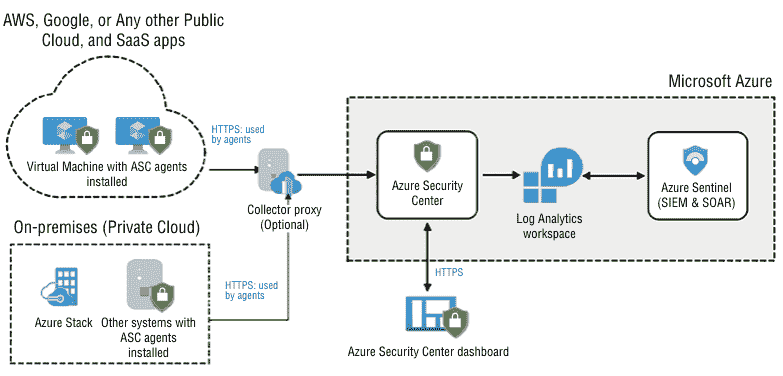 AWS, Google, or Any other Public
Cloud, and SaaS apps
Virtual Machine with ASC agents
installed
HTTPS: used
by agents
Collector proxy
(Optional)
On-premises (Private Cloud)
Azure Stack
Other systems with
ASC agents
installed
HTTPS: used
by agents
Microsoft Azure
Azure Security
Center
Log Analytics
workspace
Azure Sentinel
(SIEM & SOAR)
HTTPS
Azure Security Center dashboard